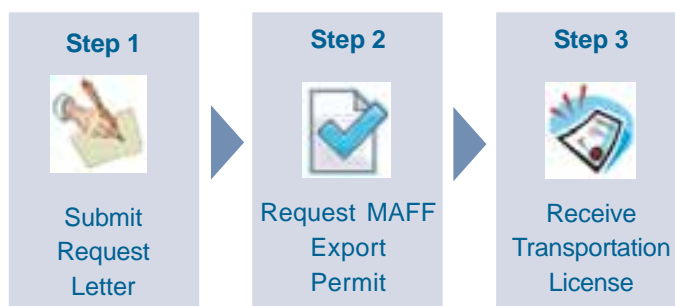 Step 1
Submit
Request
Letter
Step 2
Request MAFF
Export
Permit
Step 3
Receive
Transportation
License